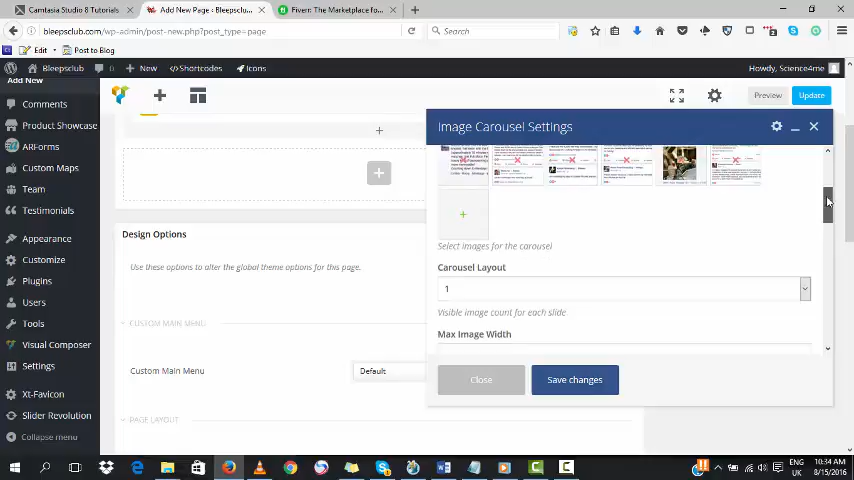 Camtasia Studio 8 Tutorials
Add New Page ‹ Bleepsclub...
Fiverr: The Marketplace fo...
bleepsclub.com/wp-admin/post-new.php?post_type=page
Search
Edit
Post to Blog
Bleepsclub
0
New
</>Shortcodes
Icons
Howdy, Science4me
Add New
Comments
Product Showcase
ARForms
Custom Maps
Team
Testimonials
Appearance
Customize
Plugins
Users
Tools
Visual Composer
Settings
Xt-Favicon
Slider Revolution
Collapse menu
Preview
Update
Design Options
Use these options to alter the global theme options for this page.
CUSTOM MAIN MENU
Custom Main Menu
Default
PAGE LAYOUT
Image Carousel Settings
Select images for the carousel
Carousel Layout
1
Visible image count for each slide
Max Image Width
Close
Save changes
ENG
UK
10:34 AM
8/15/2016